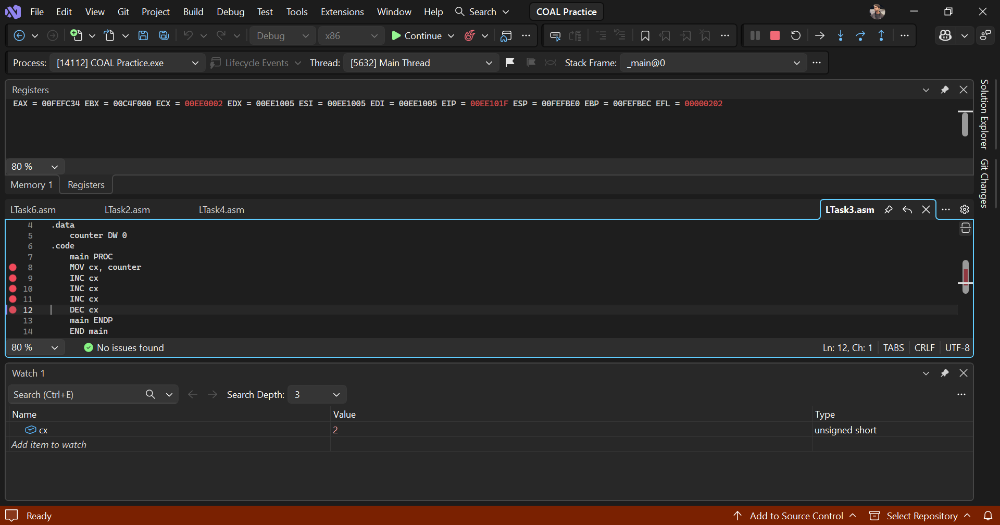 File Edit View Git Project Build Debug Test Tools Extensions Window Help Search COAL Practice
Debug x86 Continue
Process: [14112] COAL Practice.exe Lifecycle Events Thread: [5632] Main Thread Stack Frame: _main@0
Registers
EAX = 00FEFC34 EBX = 00C4F000 ECX = 00EE0002 EDX = 00EE1005 ESI = 00EE1005 EDI = 00EE1005 EIP = 00EE101F ESP = 00FEFBE0 EBP = 00FEFBEC EFL = 00000202
80 %
Memory 1 Registers
Solution Explorer
Git Changes
LTask6.asm LTask2.asm LTask4.asm LTask3.asm
4 .data
5 counter DW 0
6 .code
7 main PROC
8 MOV cx, counter
9 INC cx
10 INC cx
11 INC cx
12 DEC cx
13 main ENDP
14 END main
80 % No issues found Ln: 12, Ch: 1 TABS CRLF UTF-8
Watch 1
Search (Ctrl+E) Search Depth: 3
Name Value Type
cx 2 unsigned short
Add item to watch
Ready Add to Source Control Select Repository